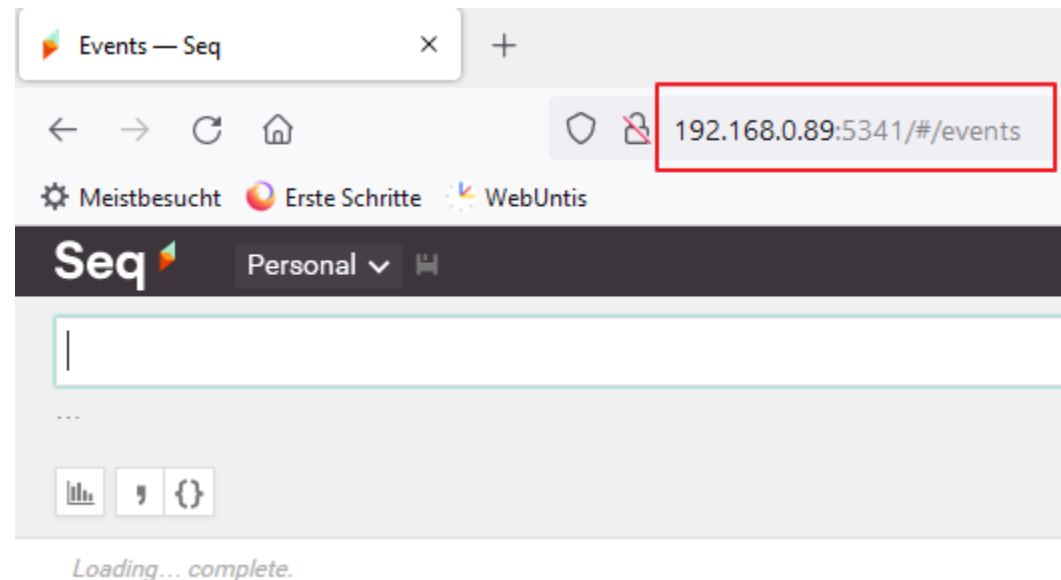 Events — Seq
192.168.0.89:5341/#/events
Meistbesucht Erste Schritte WebUntis
Seq Personal
...
, {}
Loading... complete.